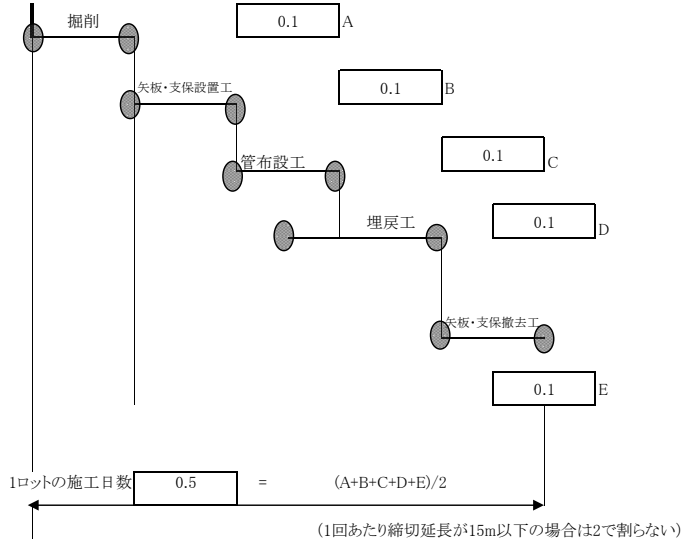 掘削
0.1 A
矢板・支保設置工
0.1 B
管布設工
0.1 C
埋戻工
0.1 D
矢板・支保撤去工
0.1 E
1ロットの施工日数 0.5 = (A+B+C+D+E)/2
(1回あたり締切延長が15m以下の場合は2で割らない)